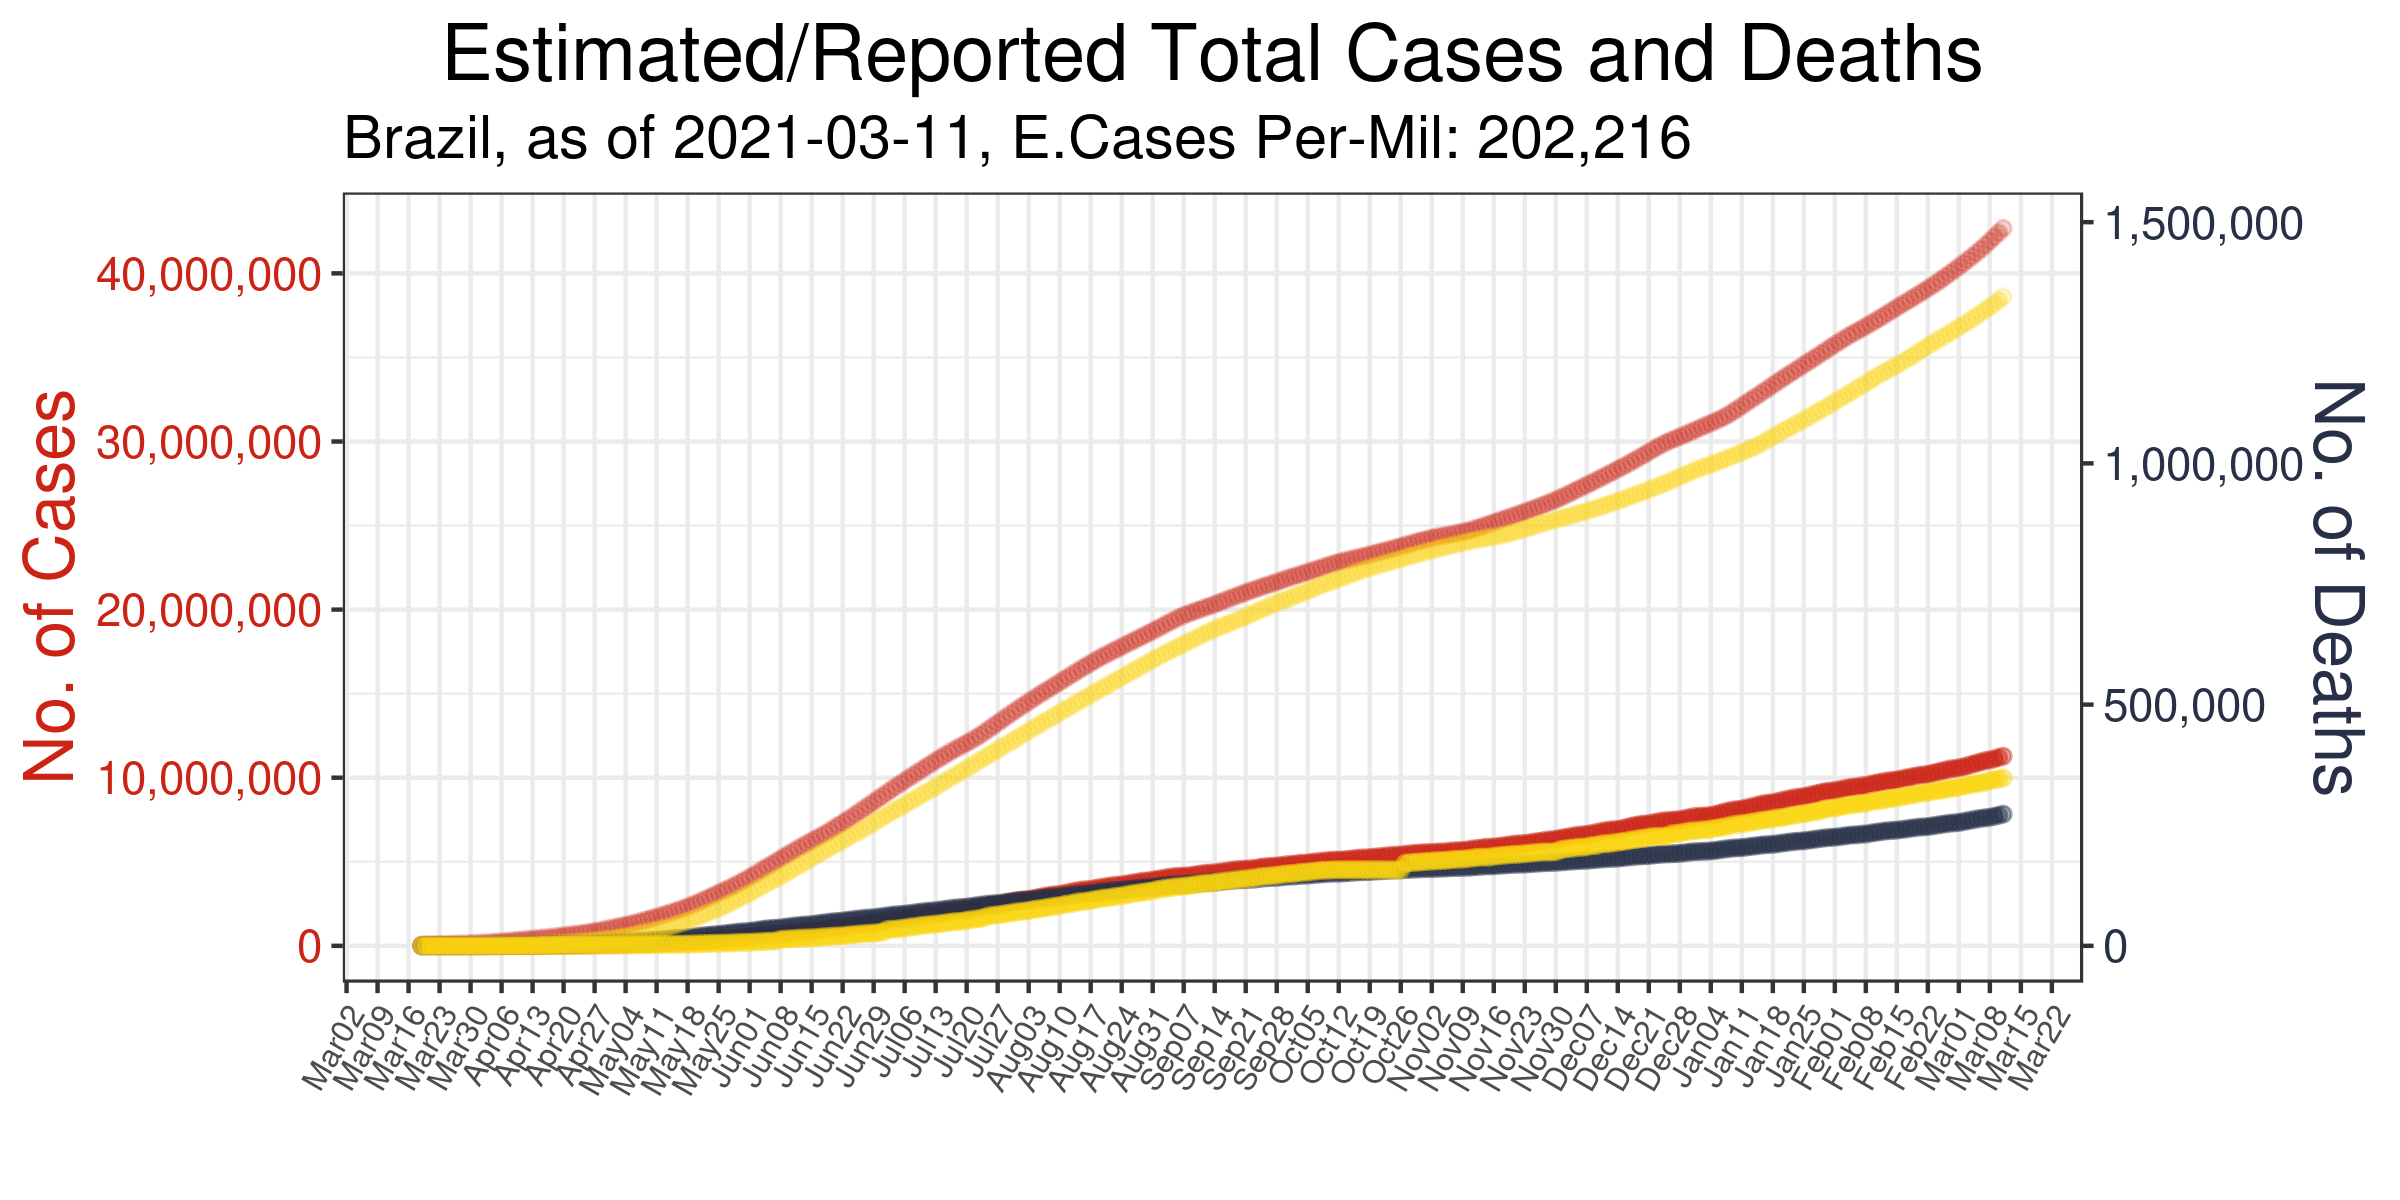 Estimated/Reported Total Cases and Deaths
Brazil, as of 2021-03-11, E.Cases Per-Mil: 202,216
No. of Cases
40,000,000
30,000,000
20,000,000
10,000,000
0
1,500,000
1,000,000
500,000
0
No. of Deaths
Mar02
Mar09
Mar16
Mar23
Mar30
Apr06
Apr13
Apr20
Apr27
May04
May11
May18
May25
Jun01
Jun08
Jun15
Jun22
Jun29
Jul06
Jul13
Jul20
Jul27
Aug03
Aug10
Aug17
Aug24
Aug31
Sep07
Sep14
Sep21
Sep28
Oct05
Oct12
Oct19
Oct26
Nov02
Nov09
Nov16
Nov23
Nov30
Dec07
Dec14
Dec21
Dec28
Jan04
Jan11
Jan18
Jan25
Feb01
Feb08
Feb15
Feb22
Mar01
Mar08
Mar15
Mar22